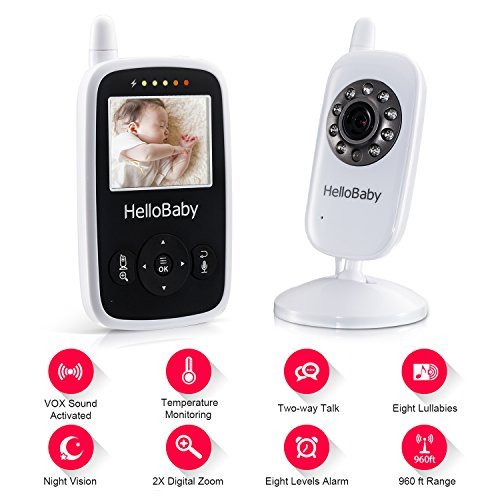 HelloBaby
OK
HelloBaby
VOX Sound
Activated
Temperature
Monitoring
Two-way Talk
Eight Lullabies
Night Vision
2X Digital Zoom
Eight Levels Alarm
960ft
960 ft Range